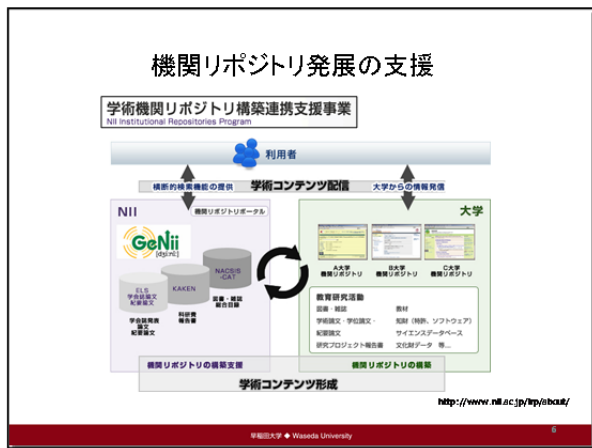 機関リポジトリ発展の支援
学術機関リポジトリ構築連携支援事業
NII Institutional Repositories Program
利用者
横断的検索機能の提供
学術コンテンツ配信
大学からの情報発信
NII
機関リポジトリポータル
大学
GeNii
[dʒíːniː]
ELS
学会誌論文
紀要論文
KAKEN
NACSIS
-CAT
学会誌発表
論文
紀要論文
科研費
報告書
図書・雑誌
総合目録
A大学
機関リポジトリ
B大学
機関リポジトリ
C大学
機関リポジトリ
教育研究活動
図書・雑誌
教材
学術論文・学位論文・
知財（特許、ソフトウェア）
紀要論文
サイエンスデータベース
研究プロジェクト報告書
文化財データ 等...
機関リポジトリの構築支援
機関リポジトリの構築
学術コンテンツ形成
http://www.nii.ac.jp/irp/about/
早稲田大学 ◆ Waseda University
6